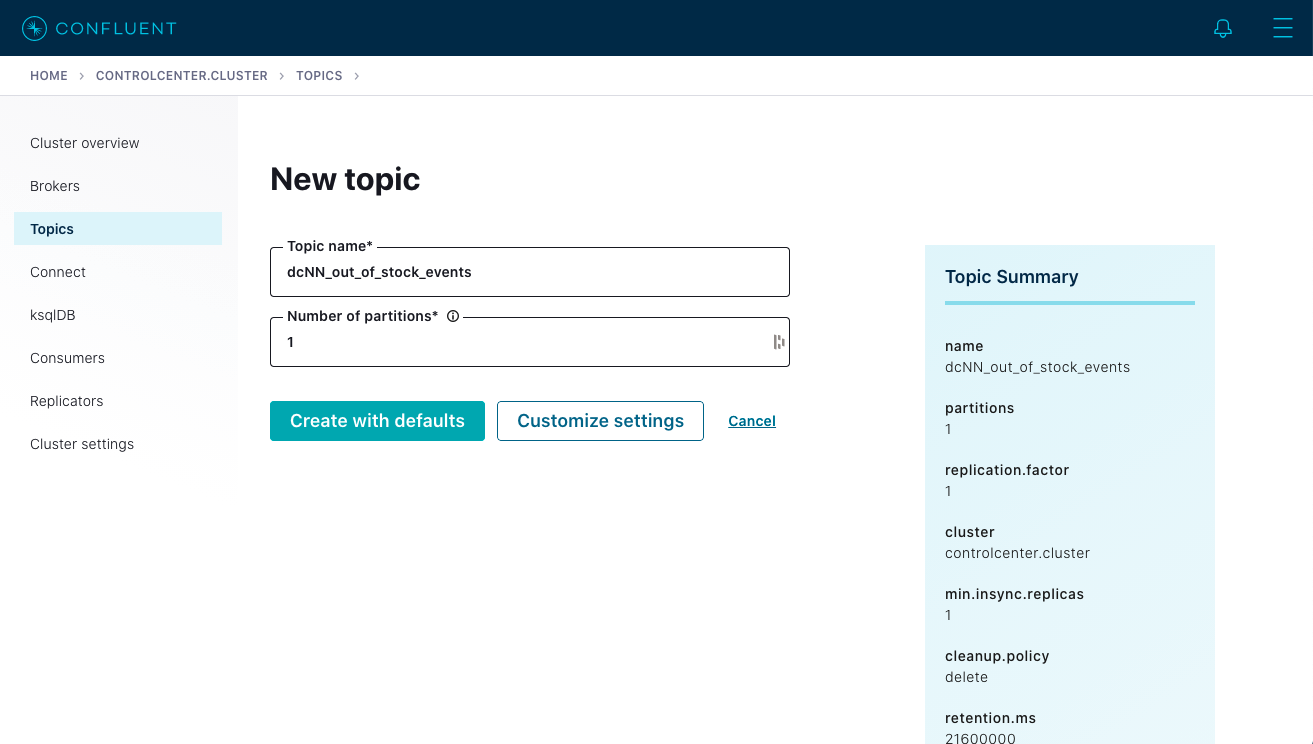 CONFLUENT
HOME > CONTROLCENTER.CLUSTER > TOPICS >
Cluster overview
Brokers
Topics
Connect
ksqlDB
Consumers
Replicators
Cluster settings
New topic
Topic name*
dcNN_out_of_stock_events
Number of partitions*
1
Create with defaults
Customize settings
Cancel
Topic Summary
name
dcNN_out_of_stock_events
partitions
1
replication.factor
1
cluster
controlcenter.cluster
min.insync.replicas
1
cleanup.policy
delete
retention.ms
21600000